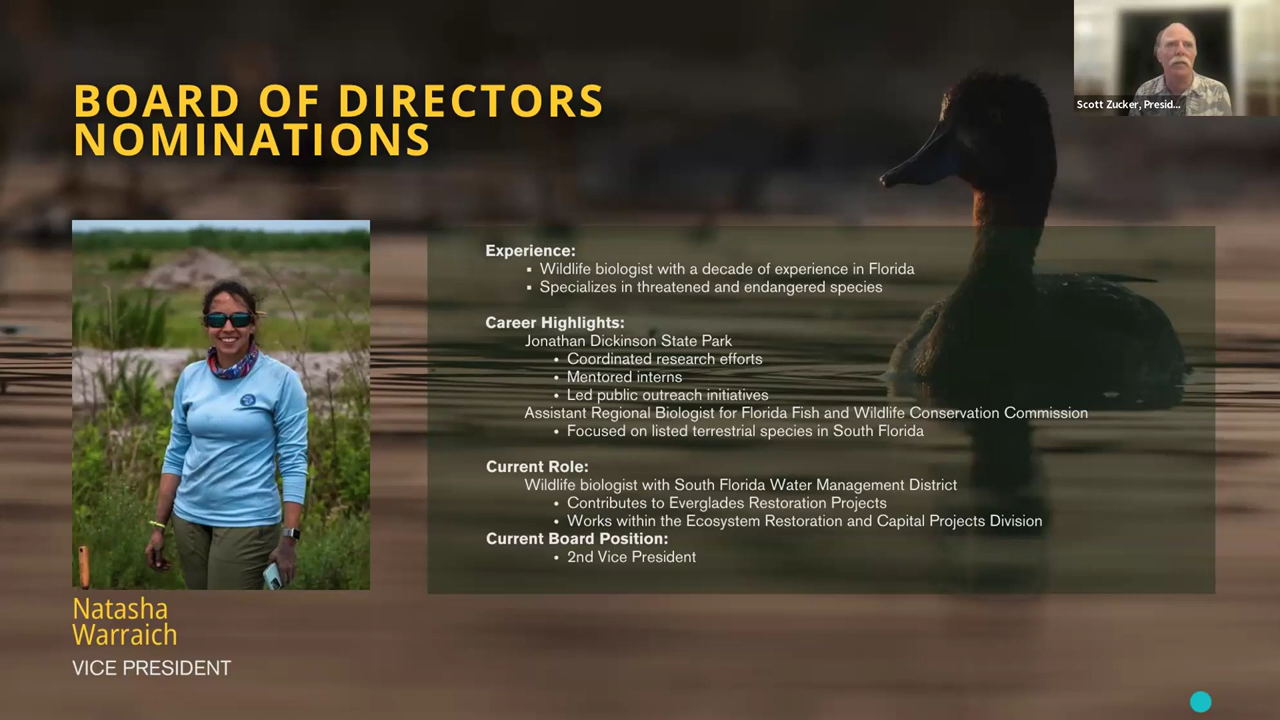 BOARD OF DIRECTORS
NOMINATIONS
Scott Zucker, Presid...
Experience:
▪ Wildlife biologist with a decade of experience in Florida
▪ Specializes in threatened and endangered species
Career Highlights:
Jonathan Dickinson State Park
• Coordinated research efforts
• Mentored interns
• Led public outreach initiatives
Assistant Regional Biologist for Florida Fish and Wildlife Conservation Commission
• Focused on listed terrestrial species in South Florida
Current Role:
Wildlife biologist with South Florida Water Management District
• Contributes to Everglades Restoration Projects
• Works within the Ecosystem Restoration and Capital Projects Division
Current Board Position:
• 2nd Vice President
Natasha
Warraich
VICE PRESIDENT